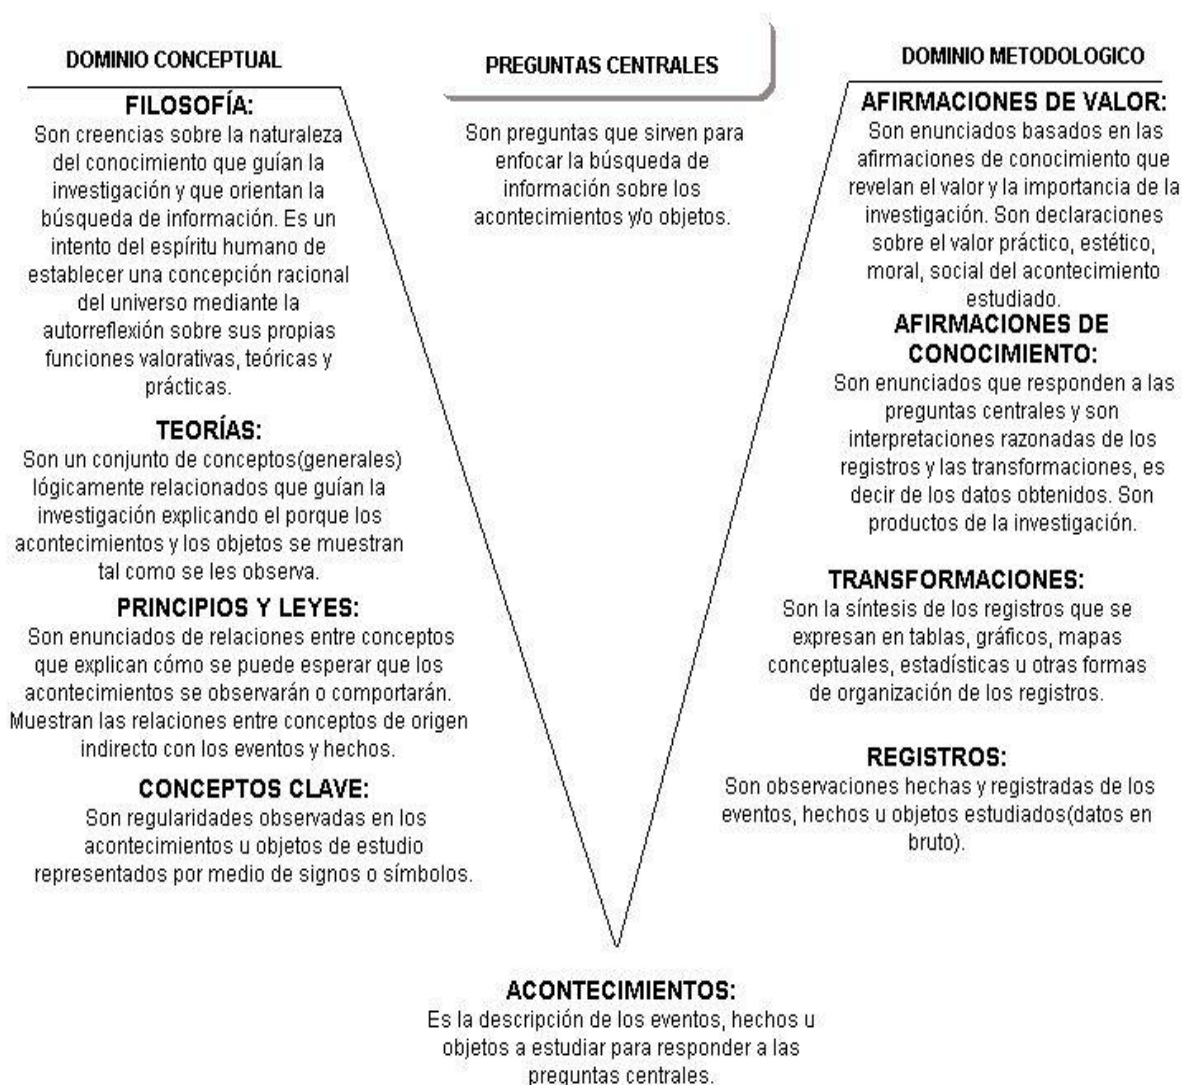 DOMINIO CONCEPTUAL
FILOSOFÍA:
Son creencias sobre la naturaleza
del conocimiento que guían la
investigación y que orientan la
búsqueda de información. Es un
intento del espíritu humano de
establecer una concepción racional
del universo mediante la
autorreflexión sobre sus propias
funciones valorativas, teóricas y
prácticas.
TEORÍAS:
Son un conjunto de conceptos(generales)
lógicamente relacionados que guían la
investigación explicando el porque los
acontecimientos y los objetos se muestran
tal como se les observa.
PRINCIPIOS Y LEYES:
Son enunciados de relaciones entre conceptos
que explican cómo se puede esperar que los
acontecimientos se observarán o comportarán.
Muestran las relaciones entre conceptos de origen
indirecto con los eventos y hechos.
CONCEPTOS CLAVE:
Son regularidades observadas en los
acontecimientos u objetos de estudio
representados por medio de signos o símbolos.
PREGUNTAS CENTRALES
Son preguntas que sirven para
enfocar la búsqueda de
información sobre los
acontecimientos y/o objetos.
DOMINIO METODOLOGICO
AFIRMACIONES DE VALOR:
Son enunciados basados en las
afirmaciones de conocimiento que
revelan el valor y la importancia de la
investigación. Son declaraciones
sobre el valor práctico, estético,
moral, social del acontecimiento
estudiado.
AFIRMACIONES DE
CONOCIMIENTO:
Son enunciados que responden a las
preguntas centrales y son
interpretaciones razonadas de los
registros y las transformaciones, es
decir de los datos obtenidos. Son
productos de la investigación.
TRANSFORMACIONES:
Son la síntesis de los registros que se
expresan en tablas, gráficos, mapas
conceptuales, estadísticas u otras formas
de organización de los registros.
REGISTROS:
Son observaciones hechas y registradas de los
eventos, hechos u objetos estudiados(datos en
bruto).
ACONTECIMIENTOS:
Es la descripción de los eventos, hechos u
objetos a estudiar para responder a las
preguntas centrales.